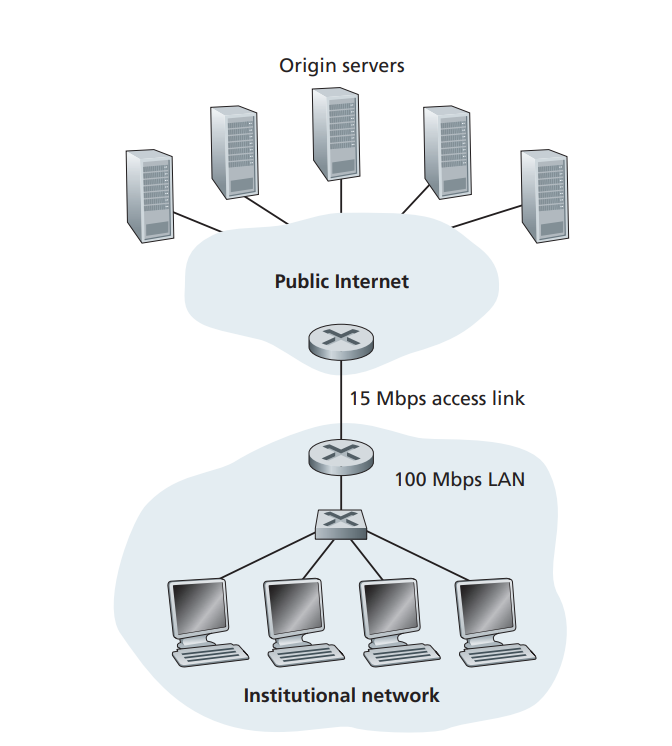 Origin servers
Public Internet
15 Mbps access link
100 Mbps LAN
Institutional network